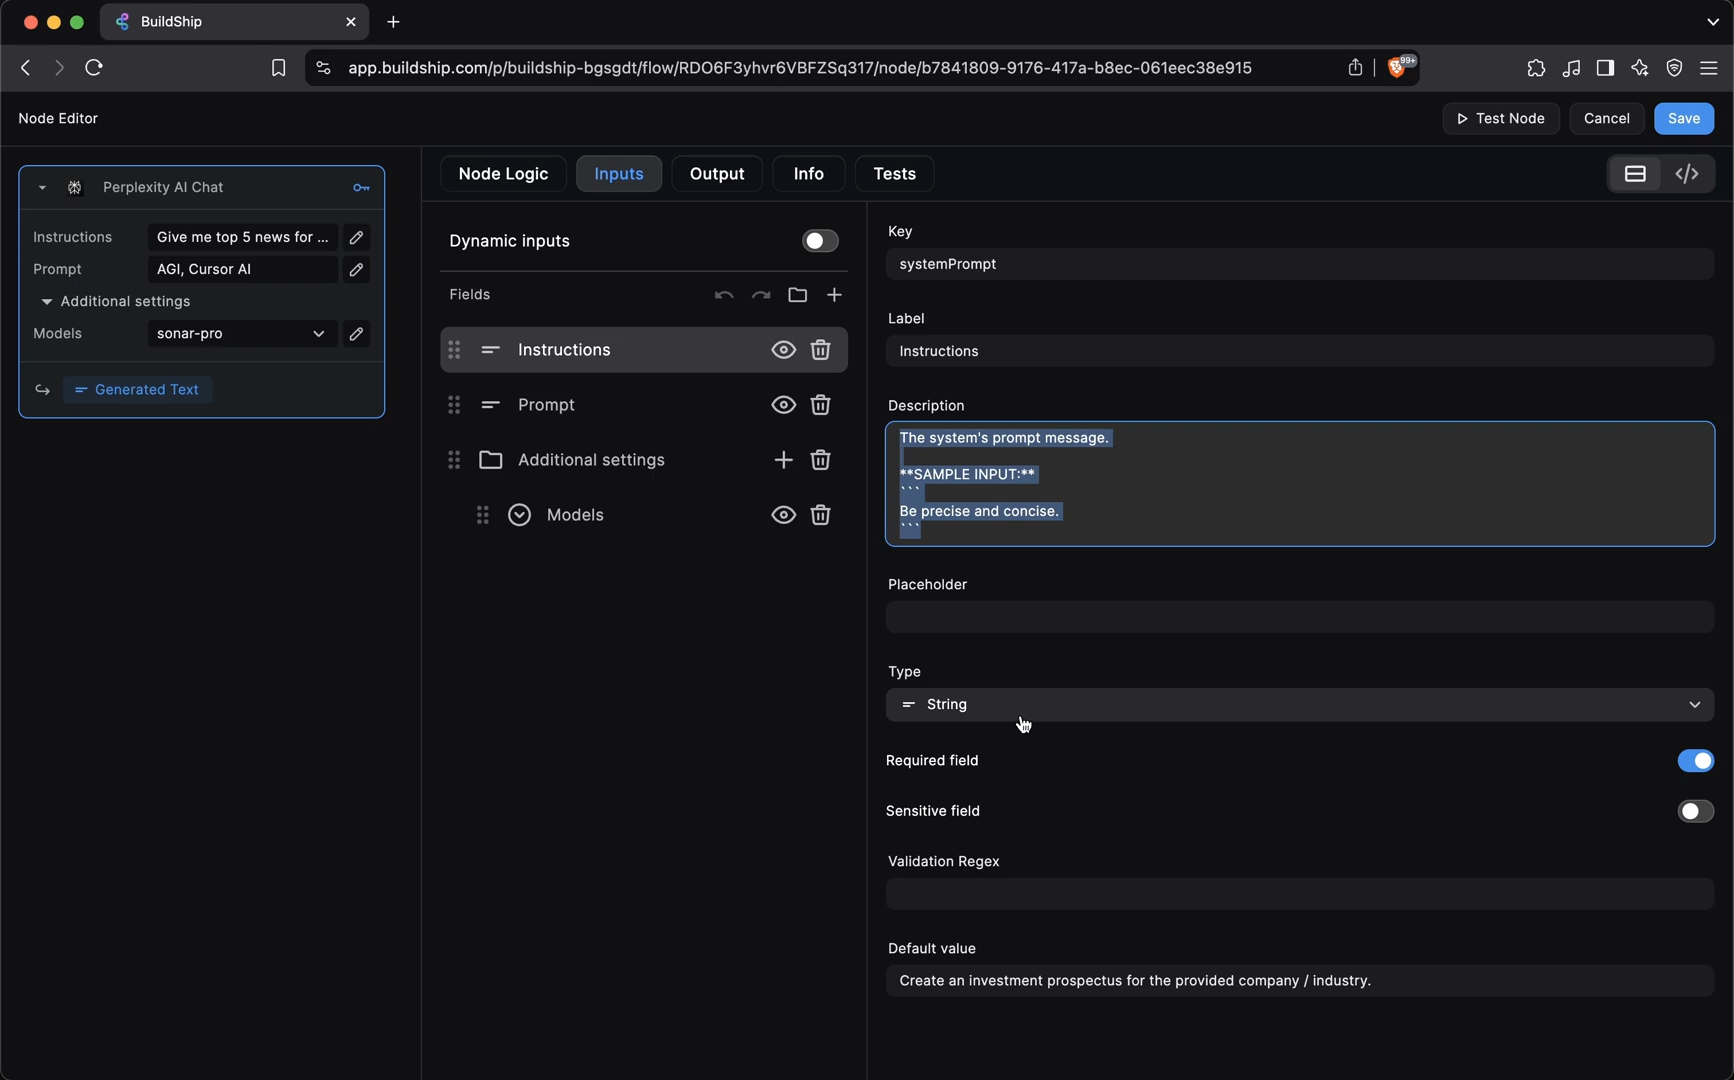 BuildShip
app.buildship.com/p/buildship-bgsgdt/flow/RDO6F3yhvr6VBFZSq317/node/b7841809-9176-417a-b8ec-061eec38e915
99+
Node Editor
Test Node
Cancel
Save
Perplexity AI Chat
Instructions
Give me top 5 news for ...
Prompt
AGI, Cursor AI
Additional settings
Models
sonar-pro
Generated Text
Node Logic
Inputs
Output
Info
Tests
Dynamic inputs
Fields
Instructions
Prompt
Additional settings
Models
Key
systemPrompt
Label
Instructions
Description
The system's prompt message.
**SAMPLE INPUT:**
```
Be precise and concise.
```
Placeholder
Type
String
Required field
Sensitive field
Validation Regex
Default value
Create an investment prospectus for the provided company / industry.